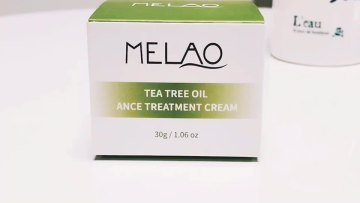 MELAO
TEA TREE OIL
ANCE TREATMENT CREAM
30g / 1.06 oz
L'eau